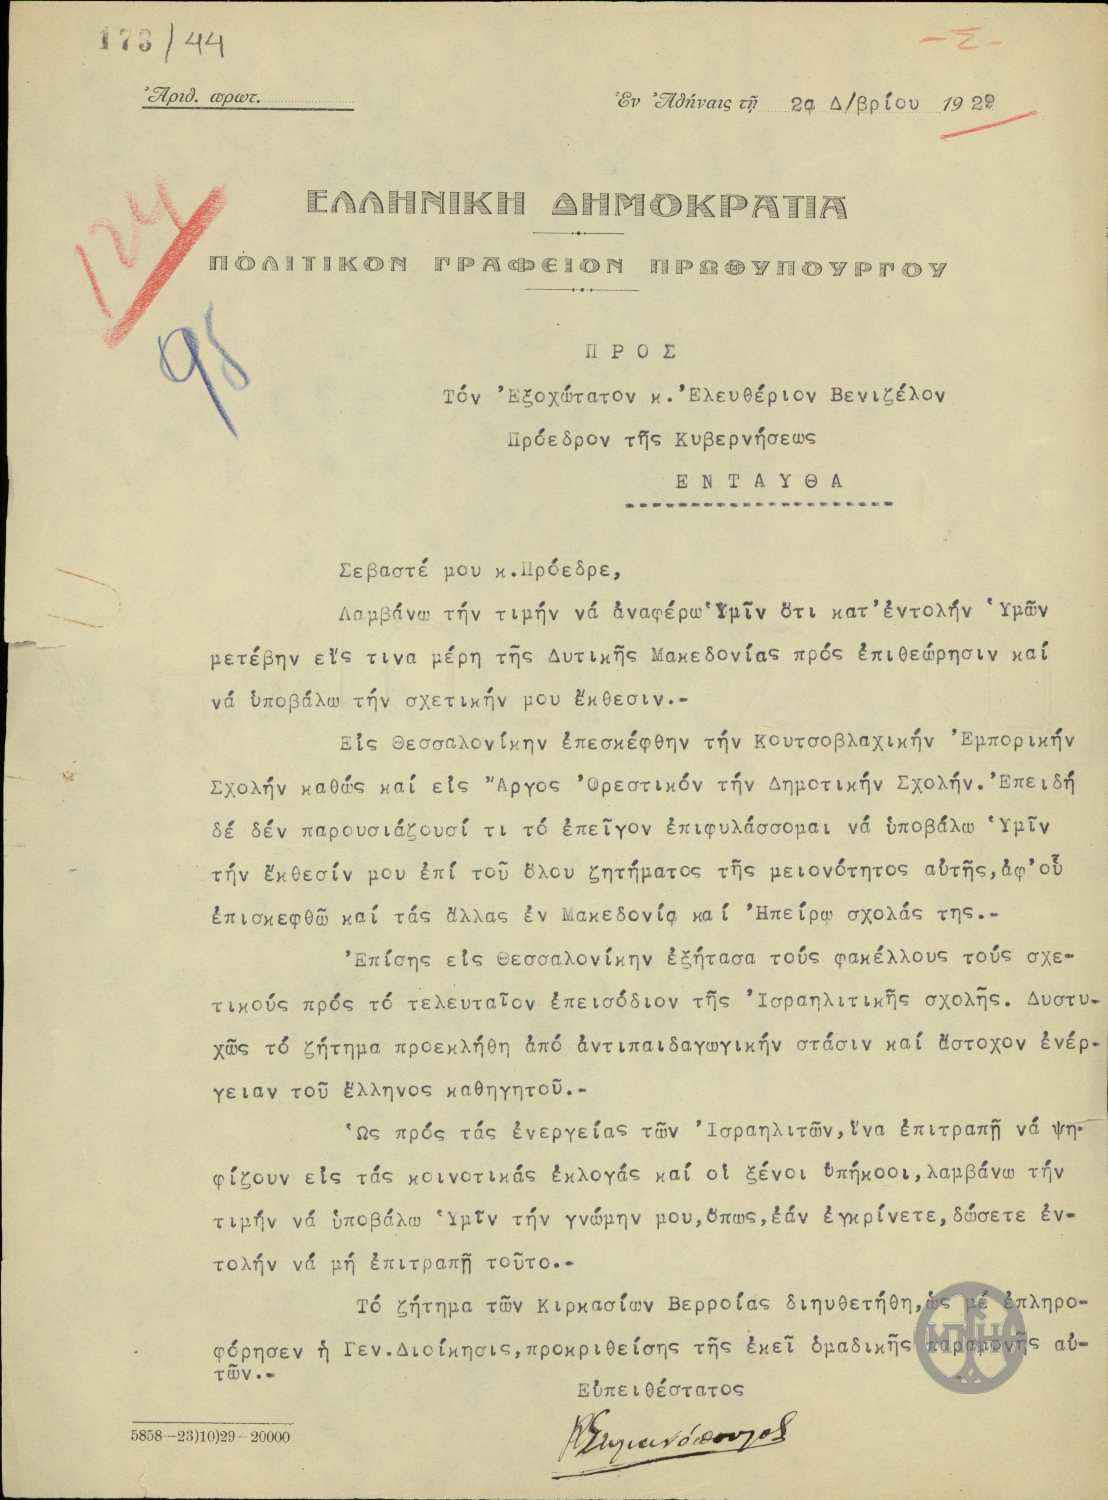 173/44
-Σ-
Ἀριθ. πρωτ.
Ἐν Ἀθήναις τῇ 2α Δ/βρίου 1929
124
ΕΛΛΗΝΙΚΗ ΔΗΜΟΚΡΑΤΙΑ
ΠΟΛΙΤΙΚΟΝ ΓΡΑΦΕΙΟΝ ΠΡΩΘΥΠΟΥΡΓΟΥ
ΠΡΟΣ
Τόν Ἐξοχώτατον κ. Ἐλευθέριον Βενιζέλον
Πρόεδρον τῆς Κυβερνήσεως
ΕΝΤΑΥΘΑ
Σεβαστέ μου κ.Πρόεδρε,
Λαμβάνω τήν τιμήν νά ἀναφέρω Ὑμῖν ὅτι κατ'ἐντολήν Ὑμῶν
μετέβην εἴς τινα μέρη τῆς Δυτικῆς Μακεδονίας πρός ἐπιθεώρησιν καί
νά ὑποβάλω τήν σχετικήν μου ἔκθεσιν.-
Εἰς Θεσσαλονίκην ἐπεσκέφθην τήν Κουτσοβλαχικήν Ἐμπορικήν
Σχολήν καθώς καί εἰς Ἄργος Ὀρεστικόν τήν Δημοτικήν Σχολήν. Ἐπειδή
δέ δέν παρουσιάζουσί τι τό ἐπεῖγον ἐπιφυλάσσομαι νά ὑποβάλω Ὑμῖν
τήν ἔκθεσίν μου ἐπί τοῦ ὅλου ζητήματος τῆς μειονότητος αὐτῆς, ἀφ'οὗ
ἐπισκεφθῶ καί τάς ἄλλας ἐν Μακεδονίᾳ καί Ἠπείρῳ σχολάς της.-
Ἐπίσης εἰς Θεσσαλονίκην ἐξήτασα τούς φακέλλους τούς σχε-
τικούς πρός τό τελευταῖον ἐπεισόδιον τῆς Ἰσραηλιτικῆς σχολῆς. Δυστυ-
χῶς τό ζήτημα προεκλήθη ἀπό ἀντιπαιδαγωγικήν στάσιν καί ἄστοχον ἐνέρ-
γειαν τοῦ ἕλληνος καθηγητοῦ.-
Ὡς πρός τάς ἐνεργείας τῶν Ἰσραηλιτῶν, ἵνα ἐπιτραπῇ νά ψη-
φίζουν εἰς τάς κοινοτικάς ἐκλογάς καί οἱ ξένοι ὑπήκοοι, λαμβάνω τήν
τιμήν νά ὑποβάλω Ὑμῖν τήν γνώμην μου, ὅπως, ἐάν ἐγκρίνετε, δώσετε ἐν-
τολήν νά μή ἐπιτραπῇ τοῦτο.-
Τό ζήτημα τῶν Κιρκασίων Βερροίας διηυθετήθη, ὡς μέ ἐπληρο-
φόρησεν ἡ Γεν. Διοίκησις, προκριθείσης τῆς ἐκεῖ ὁμαδικῆς παραμονῆς αὐ-
τῶν.-
Εὐπειθέστατος
5858—23)10)29—20000